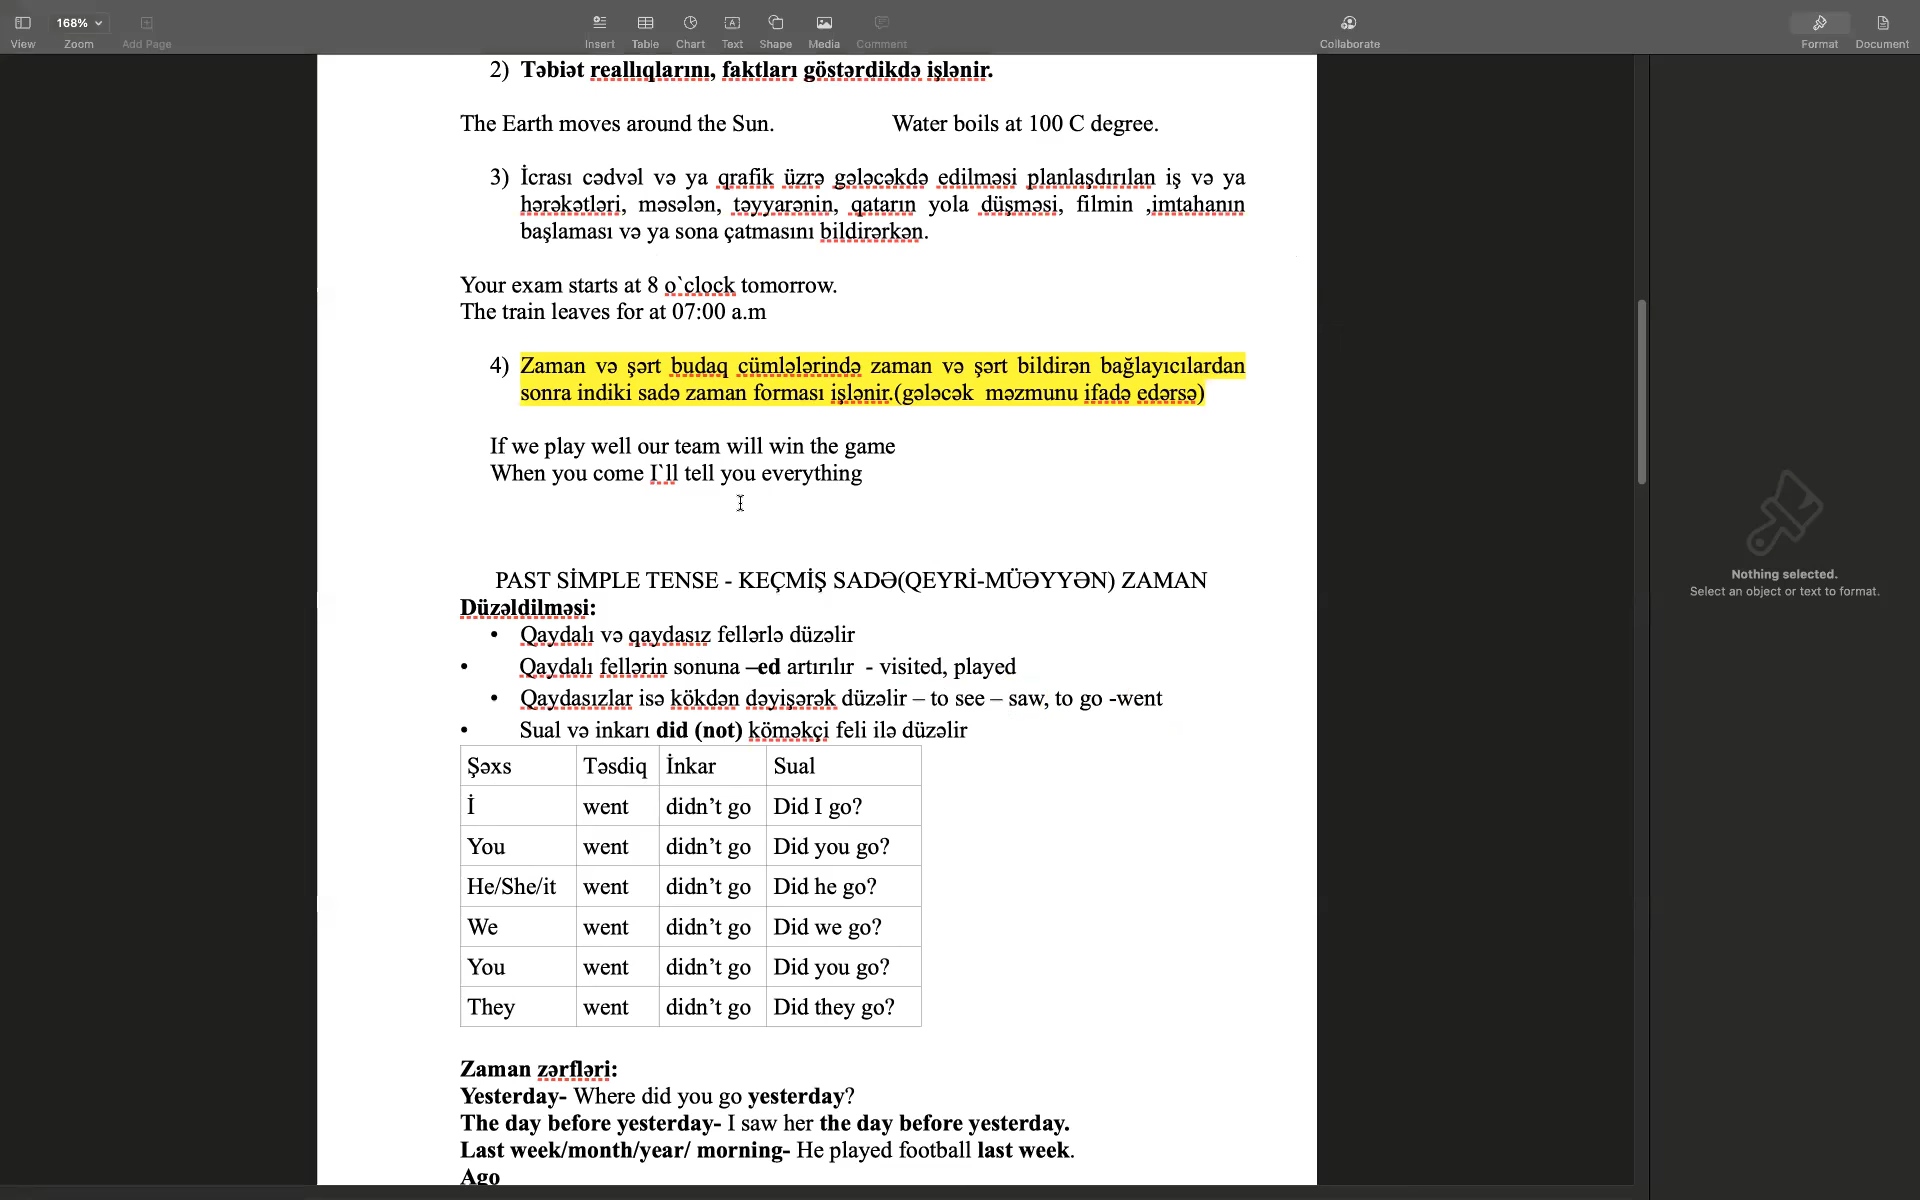 168%
View
Zoom
Add Page
Insert
Table
Chart
Text
Shape
Media
Comment
Collaborate
Format
Document
2) Təbiət reallıqlarını, faktları göstərdikdə işlənir.
The Earth moves around the Sun. Water boils at 100 C degree.
3) İcrası cədvəl və ya qrafik üzrə gələcəkdə edilməsi planlaşdırılan iş və ya
hərəkətləri, məsələn, təyyarənin, qatarın yola düşməsi, filmin ,imtahanın
başlaması və ya sona çatmasını bildirərkən.
Your exam starts at 8 o`clock tomorrow.
The train leaves for at 07:00 a.m
4) Zaman və şərt budaq cümlələrində zaman və şərt bildirən bağlayıcılardan
sonra indiki sadə zaman forması işlənir.(gələcək məzmunu ifadə edərsə)
If we play well our team will win the game
When you come I`ll tell you everything
PAST SİMPLE TENSE - KEÇMİŞ SADƏ(QEYRİ-MÜƏYYƏN) ZAMAN
Düzəldilməsi:
• Qaydalı və qaydasız fellərlə düzəlir
• Qaydalı fellərin sonuna –ed artırılır - visited, played
• Qaydasızlar isə kökdən dəyişərək düzəlir – to see – saw, to go -went
• Sual və inkarı did (not) köməkçi feli ilə düzəlir
Şəxs Təsdiq İnkar Sual
İ went didn’t go Did I go?
You went didn’t go Did you go?
He/She/it went didn’t go Did he go?
We went didn’t go Did we go?
You went didn’t go Did you go?
They went didn’t go Did they go?
Zaman zərfləri:
Yesterday- Where did you go yesterday?
The day before yesterday- I saw her the day before yesterday.
Last week/month/year/ morning- He played football last week.
Ago
Nothing selected.
Select an object or text to format.